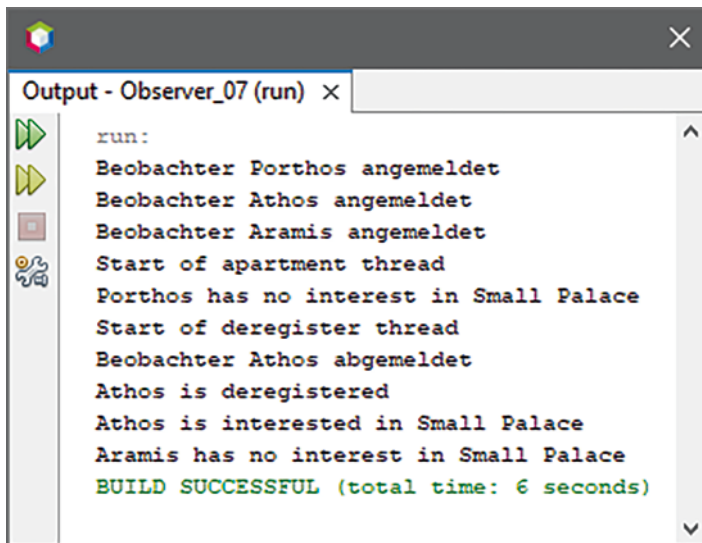 Output - Observer_07 (run) ×
run:
Beobachter Porthos angemeldet
Beobachter Athos angemeldet
Beobachter Aramis angemeldet
Start of apartment thread
Porthos has no interest in Small Palace
Start of deregister thread
Beobachter Athos abgemeldet
Athos is deregistered
Athos is interested in Small Palace
Aramis has no interest in Small Palace
BUILD SUCCESSFUL (total time: 6 seconds)